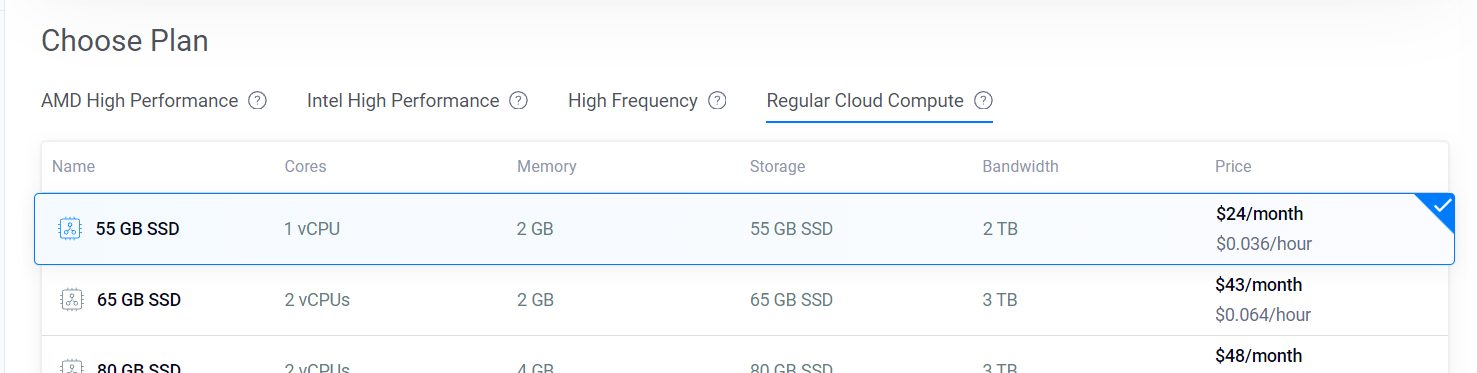 Choose Plan
AMD High Performance ? Intel High Performance ? High Frequency ? Regular Cloud Compute ?
Name Cores Memory Storage Bandwidth Price
55 GB SSD 1 vCPU 2 GB 55 GB SSD 2 TB $24/month
$0.036/hour
65 GB SSD 2 vCPUs 2 GB 65 GB SSD 3 TB $43/month
$0.064/hour
80 GB SSD 2 vCPUs 4 GB 80 GB SSD 3 TB $48/month